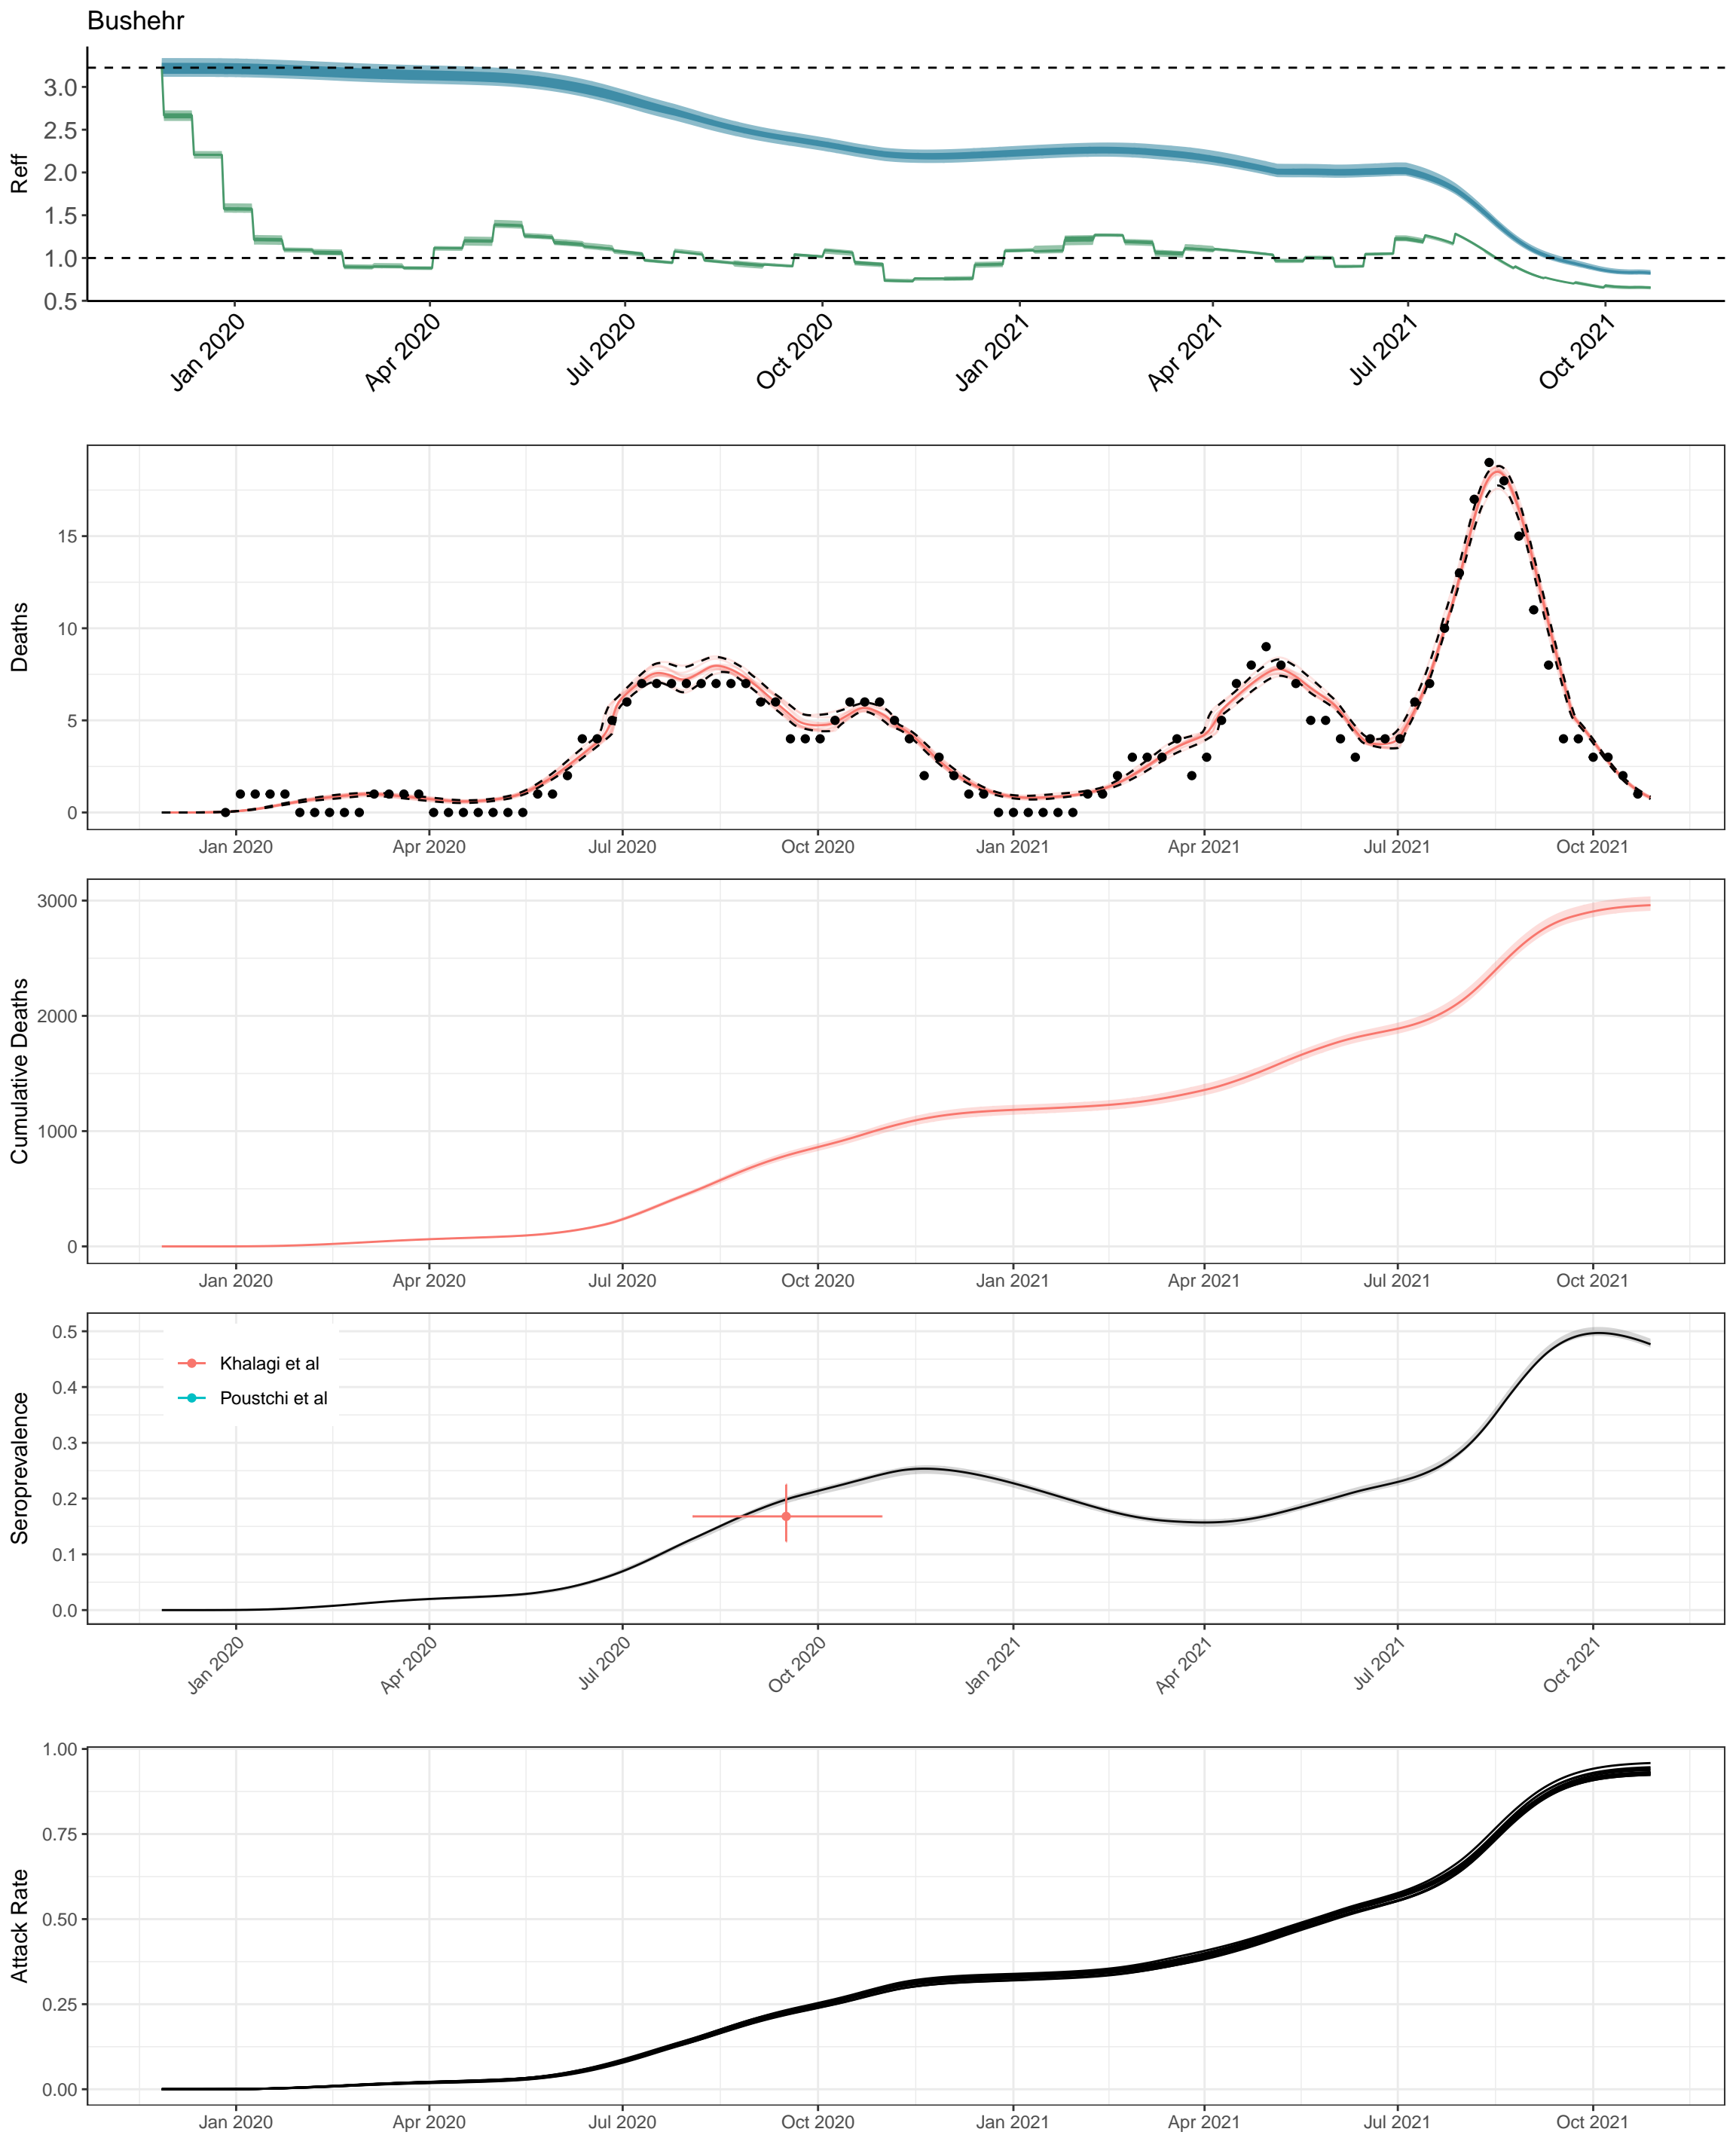 Bushehr
Reff
3.0
2.5
2.0
1.5
1.0
0.5
Jan 2020 Apr 2020 Jul 2020 Oct 2020 Jan 2021 Apr 2021 Jul 2021 Oct 2021
Deaths
15
10
5
0
Jan 2020 Apr 2020 Jul 2020 Oct 2020 Jan 2021 Apr 2021 Jul 2021 Oct 2021
Cumulative Deaths
3000
2000
1000
0
Jan 2020 Apr 2020 Jul 2020 Oct 2020 Jan 2021 Apr 2021 Jul 2021 Oct 2021
Seroprevalence
0.5
0.4
0.3
0.2
0.1
0.0
Khalagi et al
Poustchi et al
Jan 2020 Apr 2020 Jul 2020 Oct 2020 Jan 2021 Apr 2021 Jul 2021 Oct 2021
Attack Rate
1.00
0.75
0.50
0.25
0.00
Jan 2020 Apr 2020 Jul 2020 Oct 2020 Jan 2021 Apr 2021 Jul 2021 Oct 2021